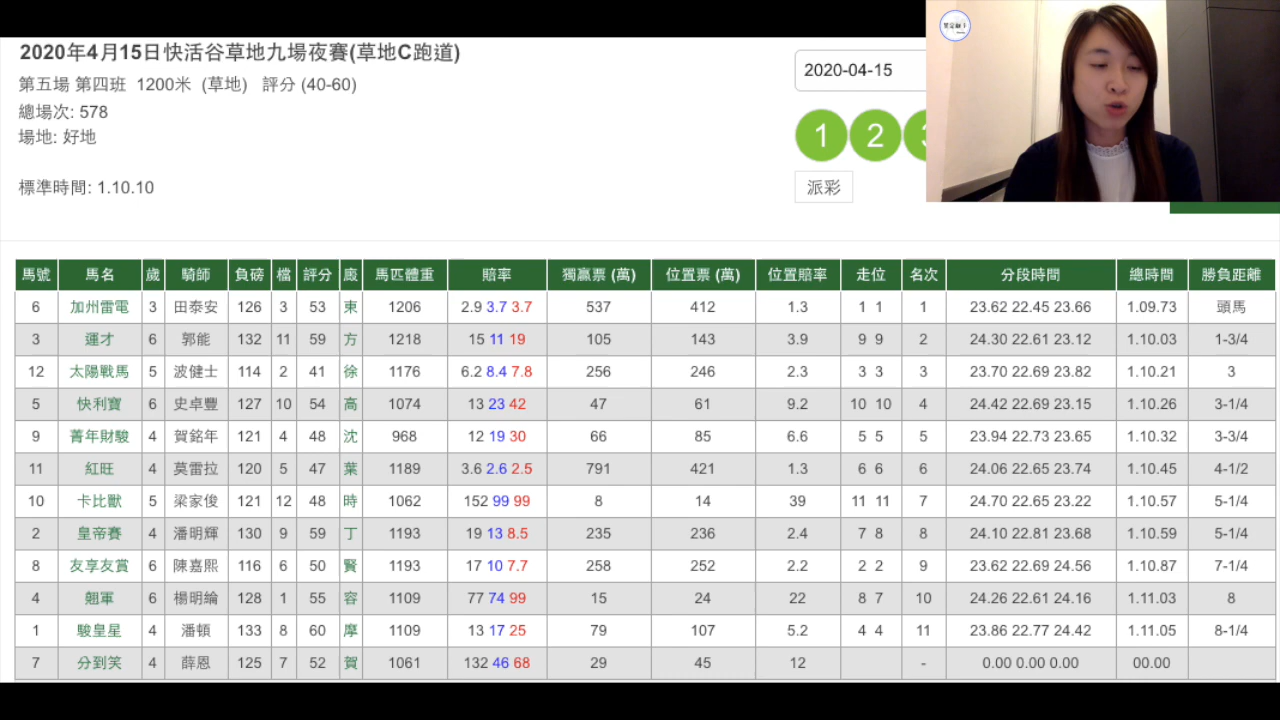 2020年4月15日快活谷草地九場夜賽(草地C跑道)
第五場 第四班 1200米 (草地) 評分 (40-60)
總場次: 578
場地: 好地
標準時間: 1.10.10
2020-04-15
1 2
派彩
馬號 馬名 歲 騎師 負磅 檔 評分 廄 馬匹體重 賠率 獨贏票 (萬) 位置票 (萬) 位置賠率 走位 名次 分段時間 總時間 勝負距離
6 加州雷電 3 田泰安 126 3 53 東 1206 2.9 3.7 3.7 537 412 1.3 1 1 1 23.62 22.45 23.66 1.09.73 頭馬
3 運才 6 郭能 132 11 59 方 1218 15 11 19 105 143 3.9 9 9 2 24.30 22.61 23.12 1.10.03 1-3/4
12 太陽戰馬 5 波健士 114 2 41 徐 1176 6.2 8.4 7.8 256 246 2.3 3 3 3 23.70 22.69 23.82 1.10.21 3
5 快利寶 6 史卓豐 127 10 54 高 1074 13 23 42 47 61 9.2 10 10 4 24.42 22.69 23.15 1.10.26 3-1/4
9 菁年財駿 4 賀銘年 121 4 48 沈 968 12 19 30 66 85 6.6 5 5 5 23.94 22.73 23.65 1.10.32 3-3/4
11 紅旺 4 莫雷拉 120 5 47 葉 1189 3.6 2.6 2.5 791 421 1.3 6 6 6 24.06 22.65 23.74 1.10.45 4-1/2
10 卡比獸 5 梁家俊 121 12 48 時 1062 152 99 99 8 14 39 11 11 7 24.70 22.65 23.22 1.10.57 5-1/4
2 皇帝賽 4 潘明輝 130 9 59 丁 1193 19 13 8.5 235 236 2.4 7 8 8 24.10 22.81 23.68 1.10.59 5-1/4
8 友享友賞 6 陳嘉熙 116 6 50 賢 1193 17 10 7.7 258 252 2.2 2 2 9 23.62 22.69 24.56 1.10.87 7-1/4
4 翹軍 6 楊明綸 128 1 55 容 1109 77 74 99 15 24 22 8 7 10 24.26 22.61 24.16 1.11.03 8
1 駿皇星 4 潘頓 133 8 60 摩 1109 13 17 25 79 107 5.2 4 4 11 23.86 22.77 24.42 1.11.05 8-1/4
7 分到笑 4 薛恩 125 7 52 賀 1061 132 46 68 29 45 12 - 0.00 0.00 0.00 00.00